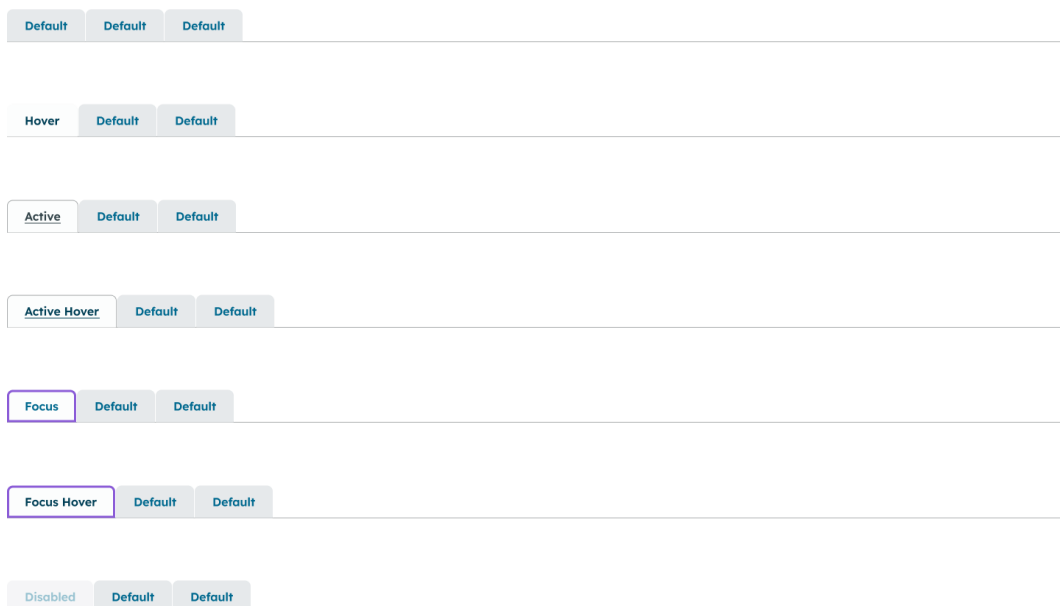 Default Default Default
Hover Default Default
Active Default Default
Active Hover Default Default
Focus Default Default
Focus Hover Default Default
Disabled Default Default